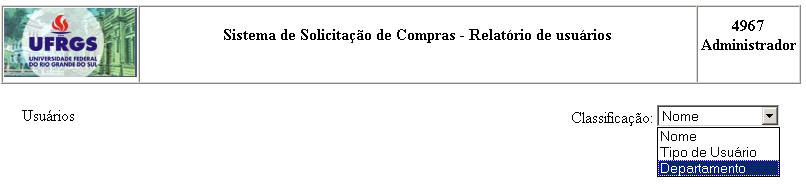 UFRGS
UNIVERSIDADE FEDERAL
DO RIO GRANDE DO SUL
Sistema de Solicitação de Compras - Relatório de usuários
4967
Administrador
Usuários
Classificação: Nome
Nome
Tipo de Usuário
Departamento